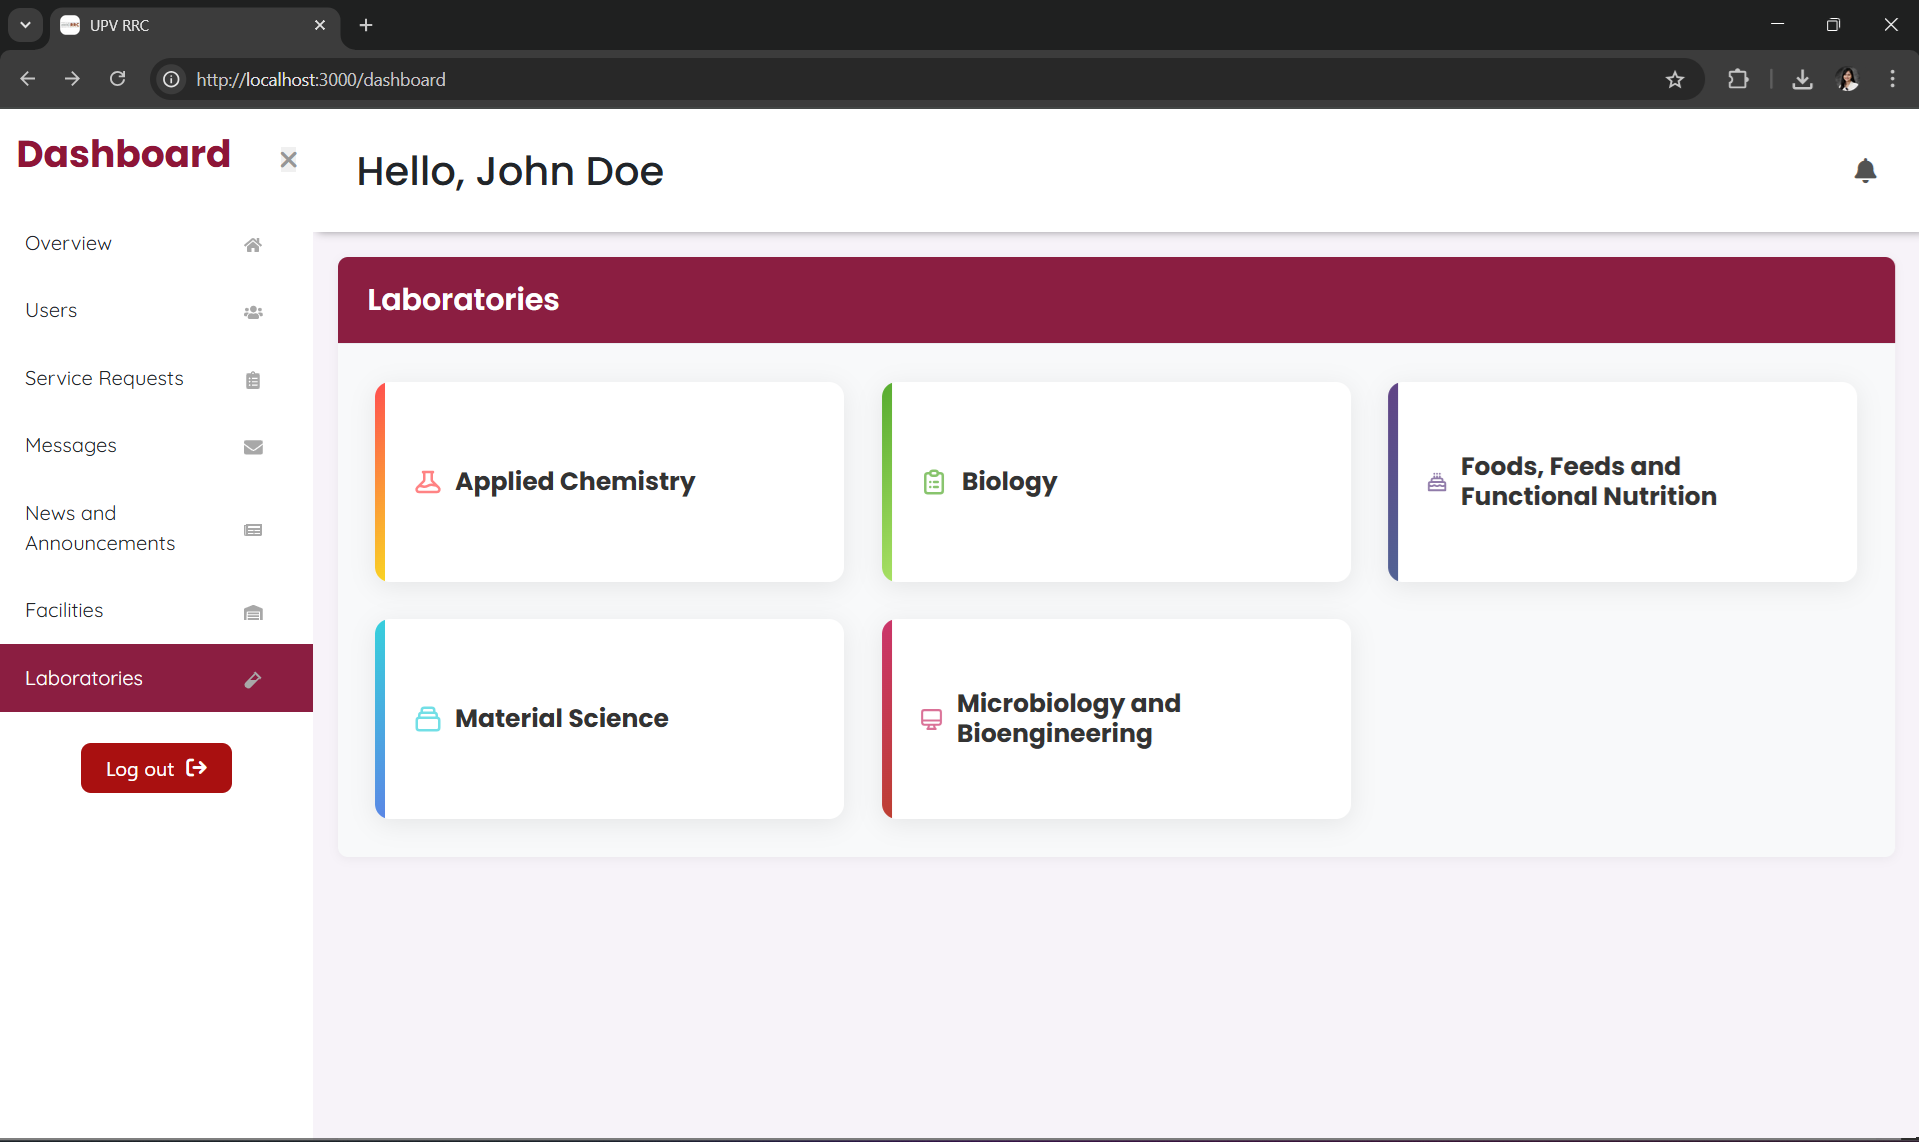 UPV RRC
http://localhost:3000/dashboard
Dashboard
Hello, John Doe
Overview
Users
Service Requests
Messages
News and
Announcements
Facilities
Laboratories
Log out
Laboratories
Applied Chemistry
Biology
Foods, Feeds and
Functional Nutrition
Material Science
Microbiology and
Bioengineering